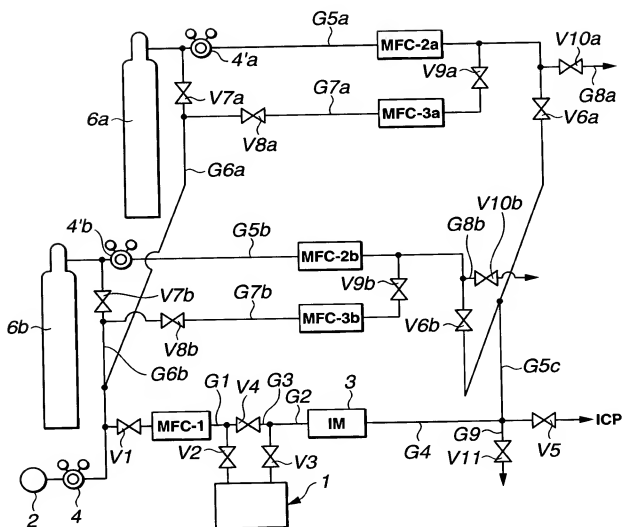 G5a
V10a
4'a
MFC-2a
V9a
G8a
V7a
G7a
6a
V8a
MFC-3a
V6a
G6a
V10b
4'b
G8b
G5b
MFC-2b
V9b
V7b
G7b
6b
V8b
MFC-3b
V6b
G6b
G5c
G1
V4
G3
G2
3
MFC-1
IM
ICP
V1
G4
G9
V5
V2
V3
V11
2
4
1